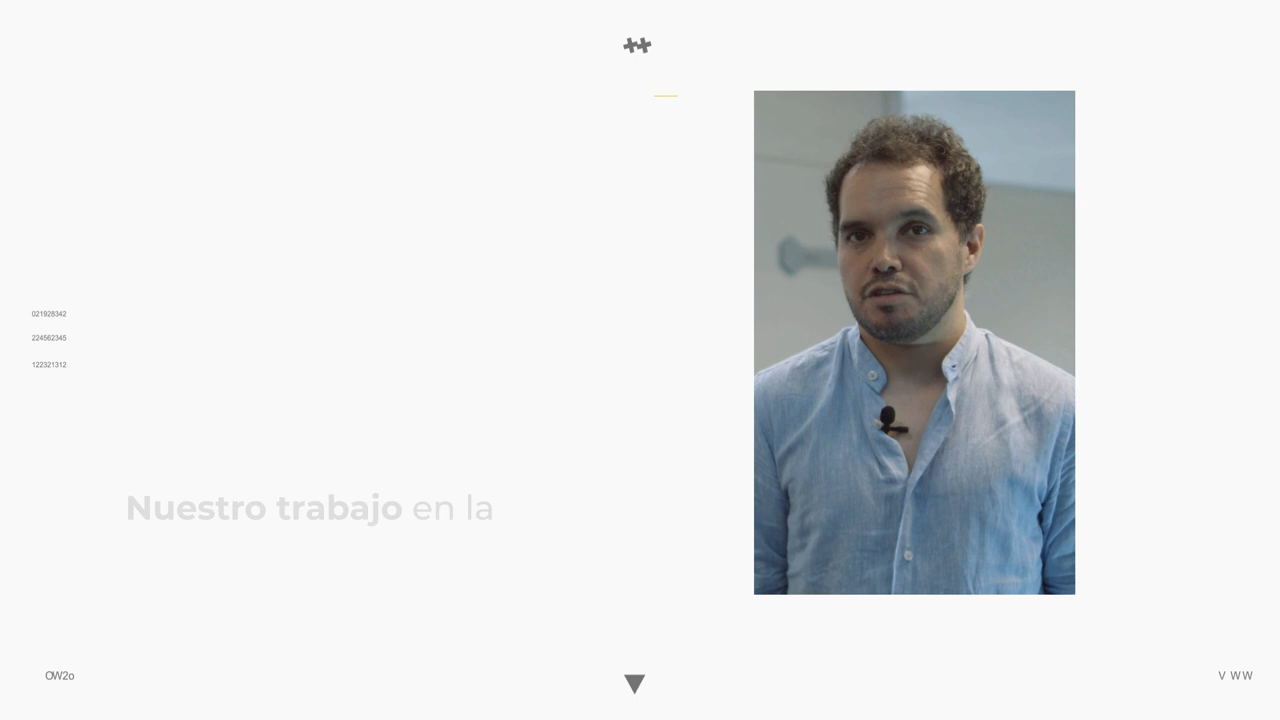 021928342
224562345
122321312
Nuestro trabajo en la
OW2o
V WW